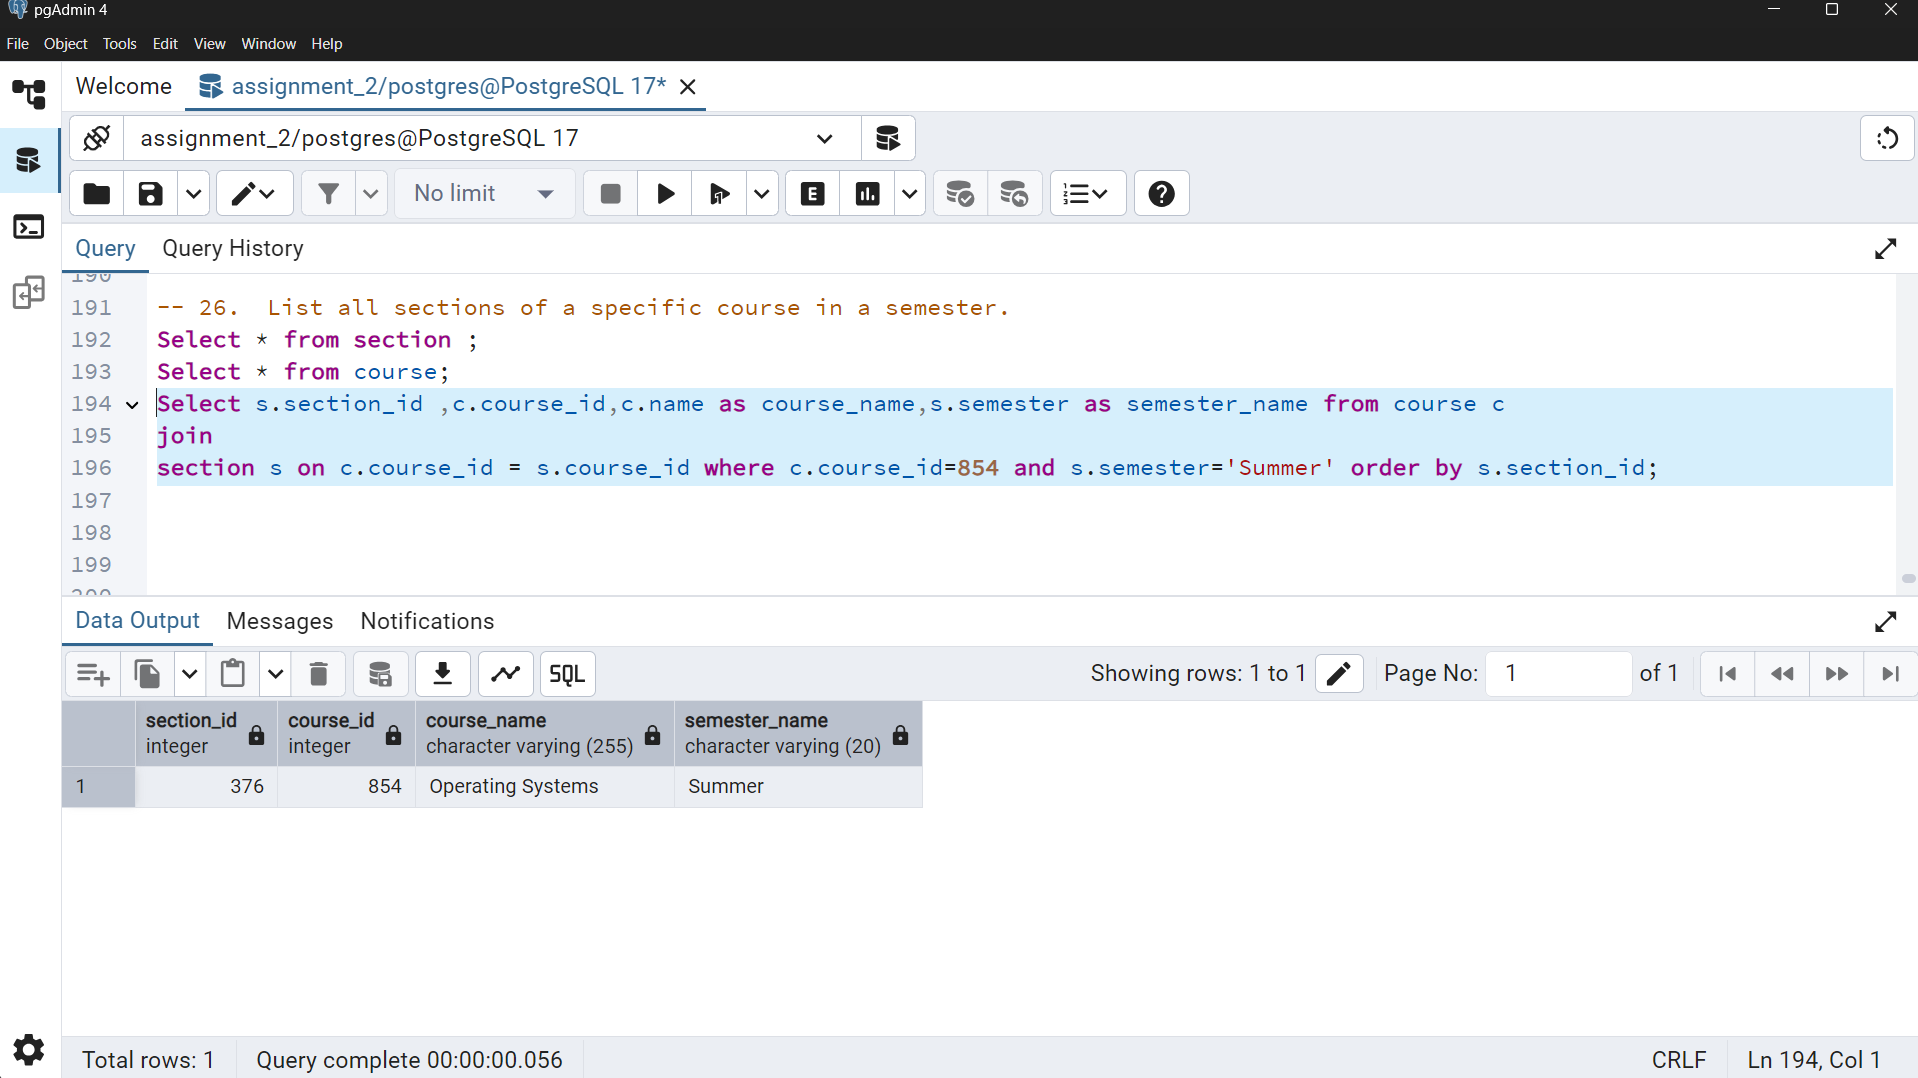 pgAdmin 4
File Object Tools Edit View Window Help
Welcome assignment_2/postgres@PostgreSQL 17*
assignment_2/postgres@PostgreSQL 17
No limit E
Query Query History
190
191 -- 26.  List all sections of a specific course in a semester.
192 Select * from section ;
193 Select * from course;
194 Select s.section_id ,c.course_id,c.name as course_name,s.semester as semester_name from course c
195 join
196 section s on c.course_id = s.course_id where c.course_id=854 and s.semester='Summer' order by s.section_id;
197
198
199
200
Data Output Messages Notifications
SQL Showing rows: 1 to 1 Page No: 1 of 1
section_id course_id course_name semester_name
integer integer character varying (255) character varying (20)
1 376 854 Operating Systems Summer
Total rows: 1 Query complete 00:00:00.056 CRLF Ln 194, Col 1